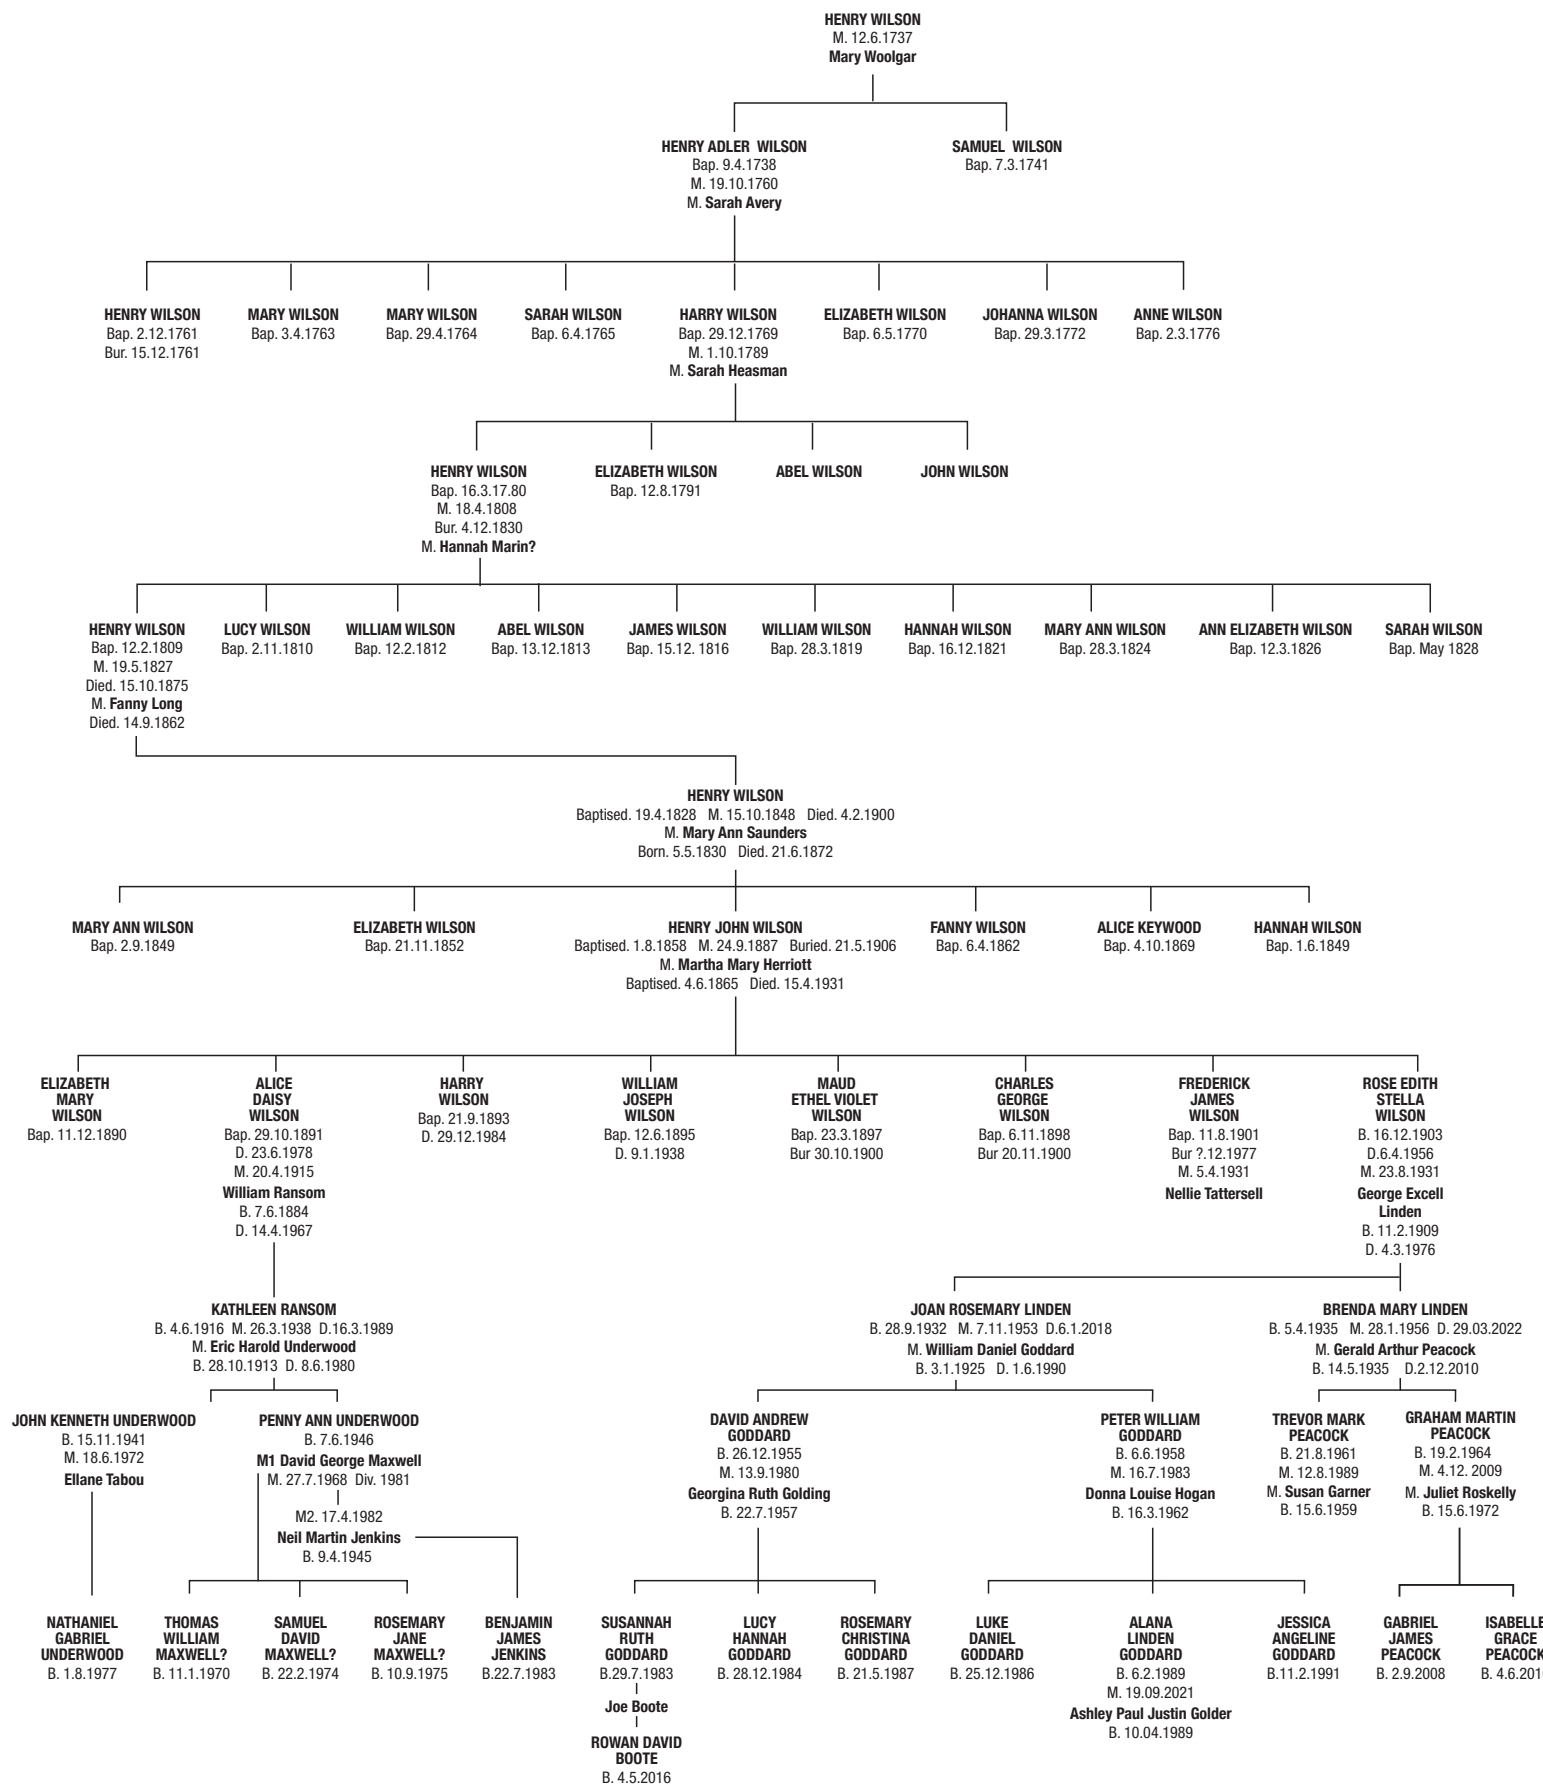 HENRY WILSON
M. 12.6.1737
Mary Woolgar
HENRY ADLER WILSON
Bap. 9.4.1738
M. 19.10.1760
M. Sarah Avery
SAMUEL WILSON
Bap. 7.3.1741
HENRY WILSON
Bap. 2.12.1761
Bur. 15.12.1761
MARY WILSON
Bap. 3.4.1763
MARY WILSON
Bap. 29.4.1764
SARAH WILSON
Bap. 6.4.1765
HARRY WILSON
Bap. 29.12.1769
M. 1.10.1789
M. Sarah Heasman
ELIZABETH WILSON
Bap. 6.5.1770
JOHANNA WILSON
Bap. 29.3.1772
ANNE WILSON
Bap. 2.3.1776
HENRY WILSON
Bap. 16.3.17.80
M. 18.4.1808
Bur. 4.12.1830
M. Hannah Marin?
ELIZABETH WILSON
Bap. 12.8.1791
ABEL WILSON
JOHN WILSON
HENRY WILSON
Bap. 12.2.1809
M. 19.5.1827
Died. 15.10.1875
M. Fanny Long
Died. 14.9.1862
LUCY WILSON
Bap. 2.11.1810
WILLIAM WILSON
Bap. 12.2.1812
ABEL WILSON
Bap. 13.12.1813
JAMES WILSON
Bap. 15.12. 1816
WILLIAM WILSON
Bap. 28.3.1819
HANNAH WILSON
Bap. 16.12.1821
MARY ANN WILSON
Bap. 28.3.1824
ANN ELIZABETH WILSON
Bap. 12.3.1826
SARAH WILSON
Bap. May 1828
HENRY WILSON
Baptised. 19.4.1828 M. 15.10.1848 Died. 4.2.1900
M. Mary Ann Saunders
Born. 5.5.1830 Died. 21.6.1872
MARY ANN WILSON
Bap. 2.9.1849
ELIZABETH WILSON
Bap. 21.11.1852
HENRY JOHN WILSON
Baptised. 1.8.1858 M. 24.9.1887 Buried. 21.5.1906
M. Martha Mary Herriott
Baptised. 4.6.1865 Died. 15.4.1931
FANNY WILSON
Bap. 6.4.1862
ALICE KEYWOOD
Bap. 4.10.1869
HANNAH WILSON
Bap. 1.6.1849
ELIZABETH
MARY
WILSON
Bap. 11.12.1890
ALICE
DAISY
WILSON
Bap. 29.10.1891
D. 23.6.1978
M. 20.4.1915
William Ransom
B. 7.6.1884
D. 14.4.1967
HARRY
WILSON
Bap. 21.9.1893
D. 29.12.1984
WILLIAM
JOSEPH
WILSON
Bap. 12.6.1895
D. 9.1.1938
MAUD
ETHEL VIOLET
WILSON
Bap. 23.3.1897
Bur 30.10.1900
CHARLES
GEORGE
WILSON
Bap. 6.11.1898
Bur 20.11.1900
FREDERICK
JAMES
WILSON
Bap. 11.8.1901
Bur ?.12.1977
M. 5.4.1931
Nellie Tattersell
ROSE EDITH
STELLA
WILSON
B. 16.12.1903
D.6.4.1956
M. 23.8.1931
George Excell
Linden
B. 11.2.1909
D. 4.3.1976
KATHLEEN RANSOM
B. 4.6.1916 M. 26.3.1938 D.16.3.1989
M. Eric Harold Underwood
B. 28.10.1913 D. 8.6.1980
JOAN ROSEMARY LINDEN
B. 28.9.1932 M. 7.11.1953 D.6.1.2018
M. William Daniel Goddard
B. 3.1.1925 D. 1.6.1990
BRENDA MARY LINDEN
B. 5.4.1935 M. 28.1.1956 D. 29.03.2022
M. Gerald Arthur Peacock
B. 14.5.1935 D.2.12.2010
JOHN KENNETH UNDERWOOD
B. 15.11.1941
M. 18.6.1972
Ellane Tabou
PENNY ANN UNDERWOOD
B. 7.6.1946
M1 David George Maxwell
M. 27.7.1968 Div. 1981
M2. 17.4.1982
Neil Martin Jenkins
B. 9.4.1945
DAVID ANDREW
GODDARD
B. 26.12.1955
M. 13.9.1980
Georgina Ruth Golding
B. 22.7.1957
PETER WILLIAM
GODDARD
B. 6.6.1958
M. 16.7.1983
Donna Louise Hogan
B. 16.3.1962
TREVOR MARK
PEACOCK
B. 21.8.1961
M. 12.8.1989
M. Susan Garner
B. 15.6.1959
GRAHAM MARTIN
PEACOCK
B. 19.2.1964
M. 4.12. 2009
M. Juliet Roskelly
B. 15.6.1972
NATHANIEL
GABRIEL
UNDERWOOD
B. 1.8.1977
THOMAS
WILLIAM
MAXWELL?
B. 11.1.1970
SAMUEL
DAVID
MAXWELL?
B. 22.2.1974
ROSEMARY
JANE
MAXWELL?
B. 10.9.1975
BENJAMIN
JAMES
JENKINS
B.22.7.1983
SUSANNAH
RUTH
GODDARD
B.29.7.1983
Joe Boote
ROWAN DAVID
BOOTE
B. 4.5.2016
LUCY
HANNAH
GODDARD
B. 28.12.1984
ROSEMARY
CHRISTINA
GODDARD
B. 21.5.1987
LUKE
DANIEL
GODDARD
B. 25.12.1986
ALANA
LINDEN
GODDARD
B. 6.2.1989
M. 19.09.2021
Ashley Paul Justin Golder
B. 10.04.1989
JESSICA
ANGELINE
GODDARD
B.11.2.1991
GABRIEL
JAMES
PEACOCK
B. 2.9.2008
ISABELLE
GRACE
PEACOCK
B. 4.6.201